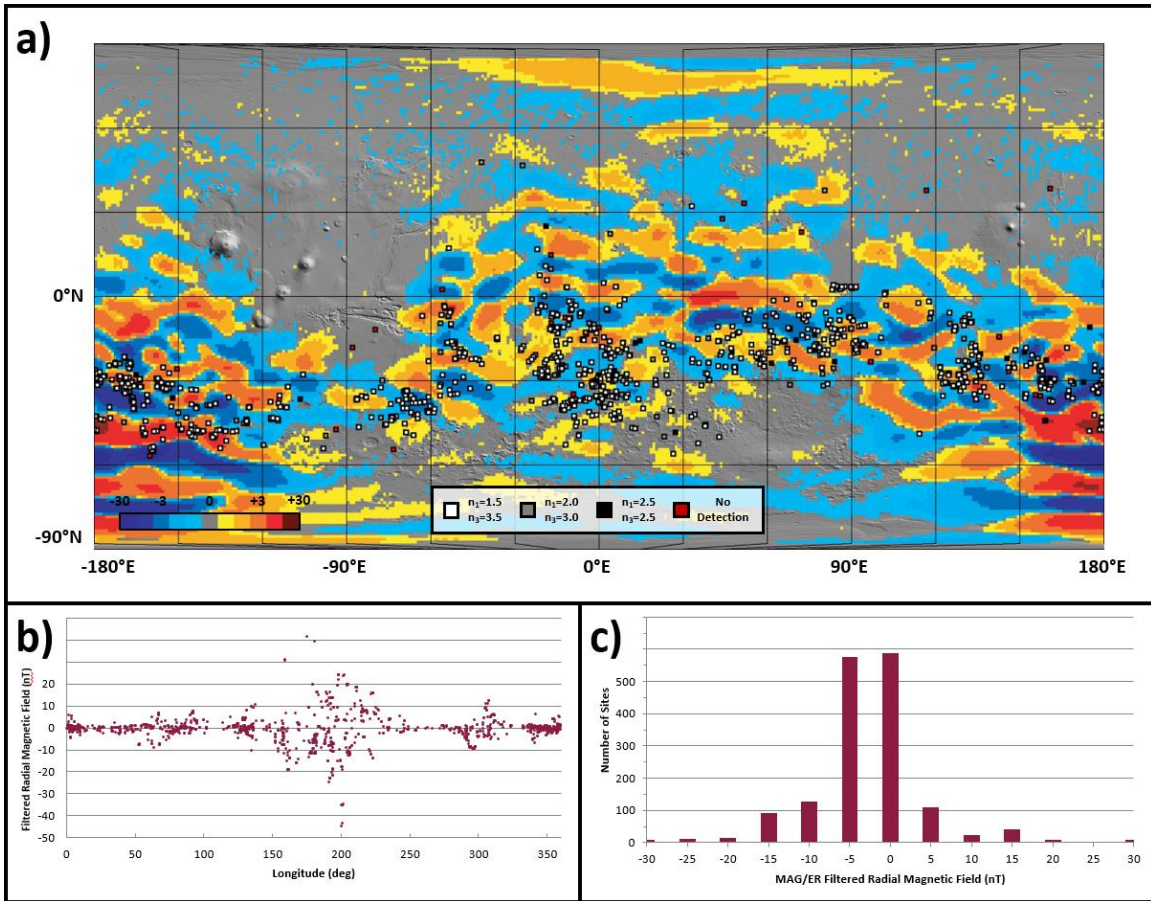 a)
0°N
-90°N
-30 -3 0 +3 +30
n₁=1.5 n₁=2.0 n₁=2.5 No
n₃=3.5 n₃=3.0 n₃=2.5 Detection
-180°E -90°E 0°E 90°E 180°E
b)
Filtered Radial Magnetic Field (nT)
20
10
0
-10
-20
-30
-40
-50
0 50 100 150 200 250 300 350
Longitude (deg)
c)
Number of Sites
500
400
300
200
100
0
-30 -25 -20 -15 -10 -5 0 5 10 15 20 30
MAG/ER Filtered Radial Magnetic Field (nT)